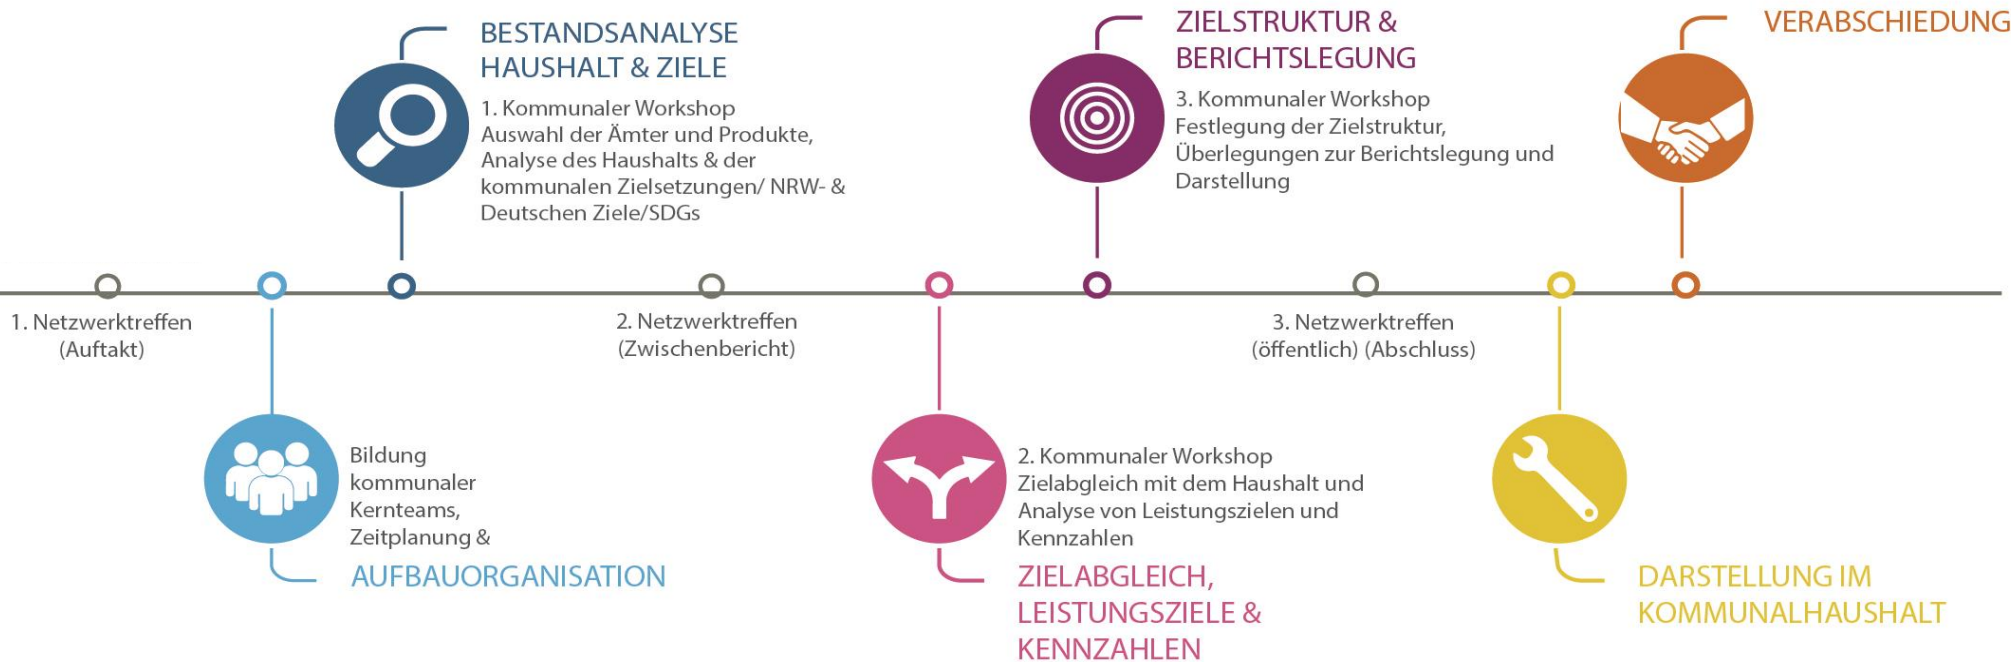 BESTANDSANALYSE
HAUSHALT & ZIELE
1. Kommunaler Workshop
Auswahl der Ämter und Produkte,
Analyse des Haushalts & der
kommunalen Zielsetzungen/ NRW- &
Deutschen Ziele/SDGs
ZIELSTRUKTUR &
BERICHTSLEGUNG
3. Kommunaler Workshop
Festlegung der Zielstruktur,
Überlegungen zur Berichtslegung und
Darstellung
VERABSCHIEDUNG
1. Netzwerktreffen
(Auftakt)
2. Netzwerktreffen
(Zwischenbericht)
3. Netzwerktreffen
(öffentlich) (Abschluss)
Bildung
kommunaler
Kernteams,
Zeitplanung &
AUFBAUORGANISATION
2. Kommunaler Workshop
Zielabgleich mit dem Haushalt und
Analyse von Leistungszielen und
Kennzahlen
ZIELABGLEICH,
LEISTUNGSZIELE &
KENNZAHLEN
DARSTELLUNG IM
KOMMUNALHAUSHALT